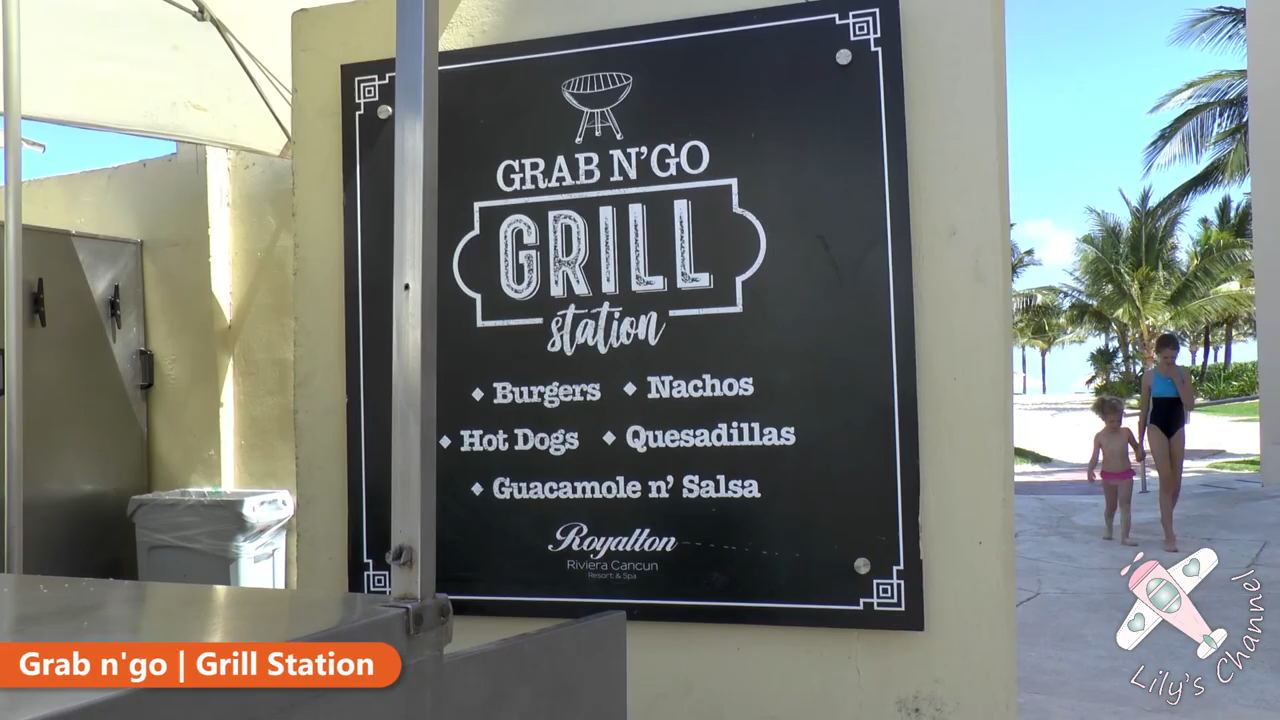 GRAB N'GO
GRILL
station
◆ Burgers ◆ Nachos
◆ Hot Dogs ◆ Quesadillas
◆ Guacamole n' Salsa
Royalton
Riviera Cancun
Resort & Spa
Grab n'go | Grill Station
Lily's Channel